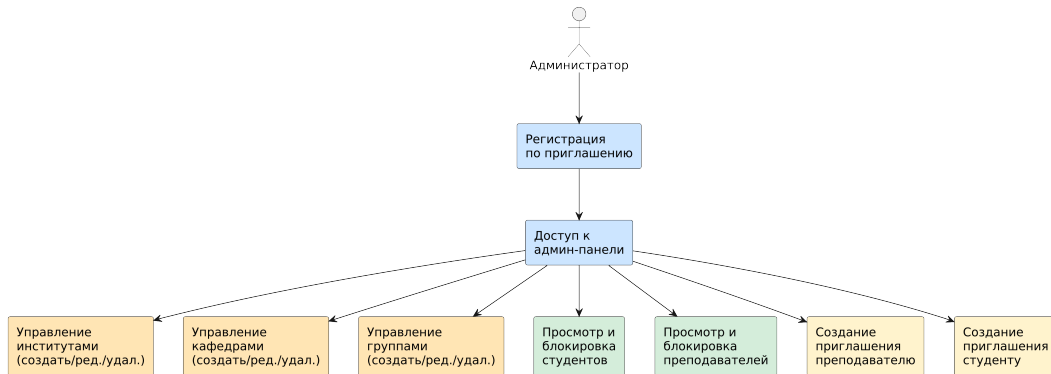 Администратор
Регистрация
по приглашению
Доступ к
админ-панели
Управление
институтами
(создать/ред./удал.)
Управление
кафедрами
(создать/ред./удал.)
Управление
группами
(создать/ред./удал.)
Просмотр и
блокировка
студентов
Просмотр и
блокировка
преподавателей
Создание
приглашения
преподавателю
Создание
приглашения
студенту